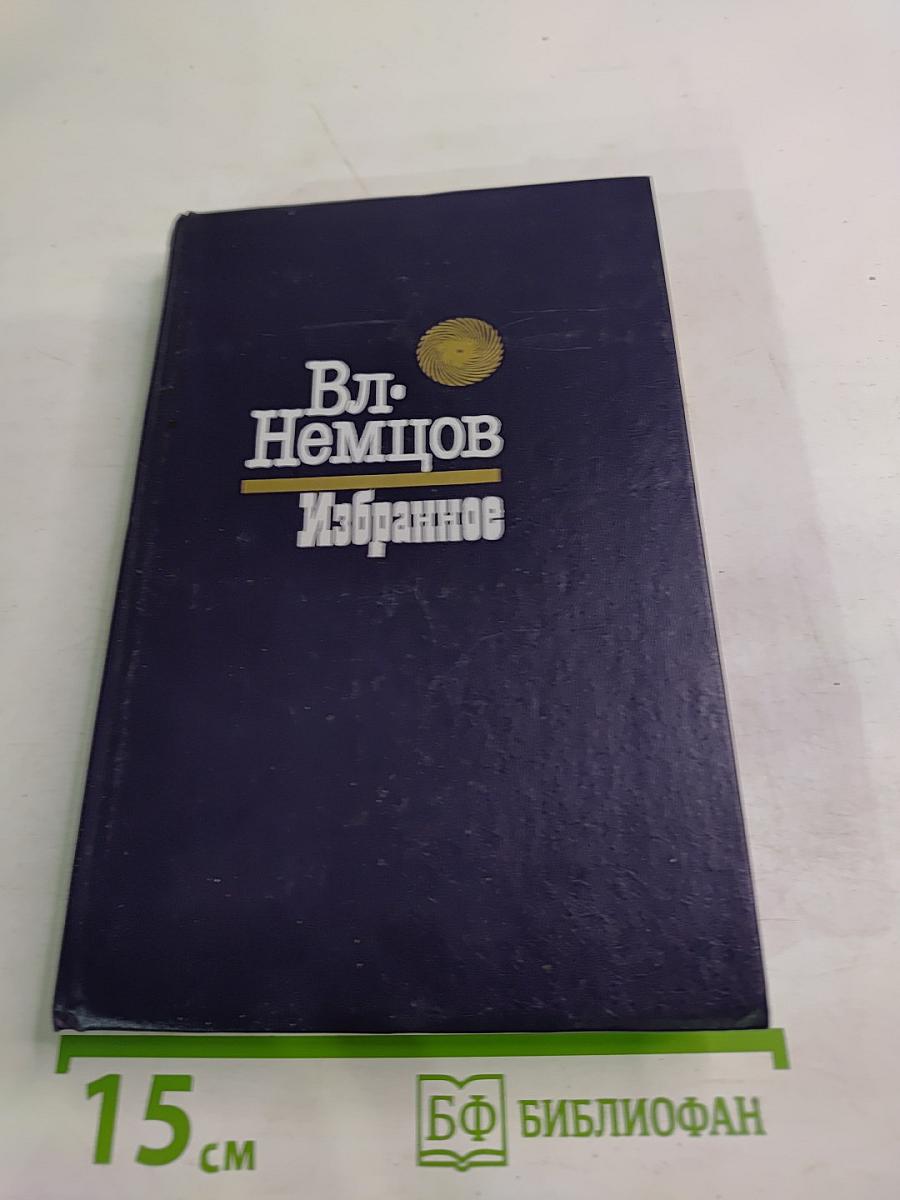 Вл.
Немцов
Избранное
15 см
БФ БИБЛИОФАН